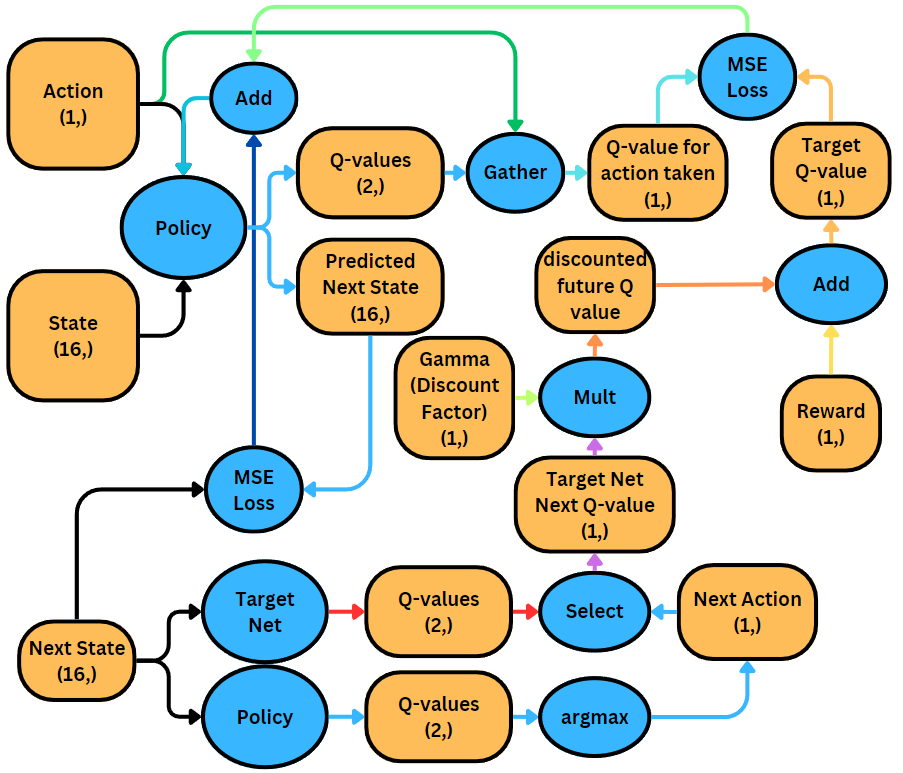 Action
(1,)
Add
MSE
Loss
Q-values
(2,)
Gather
Q-value for
action taken
(1,)
Target
Q-value
(1,)
Policy
Predicted
Next State
(16,)
discounted
future Q
value
Add
State
(16,)
Gamma
(Discount
Factor)
(1,)
Mult
Reward
(1,)
MSE
Loss
Target Net
Next Q-value
(1,)
Target
Net
Q-values
(2,)
Select
Next Action
(1,)
Next State
(16,)
Policy
Q-values
(2,)
argmax